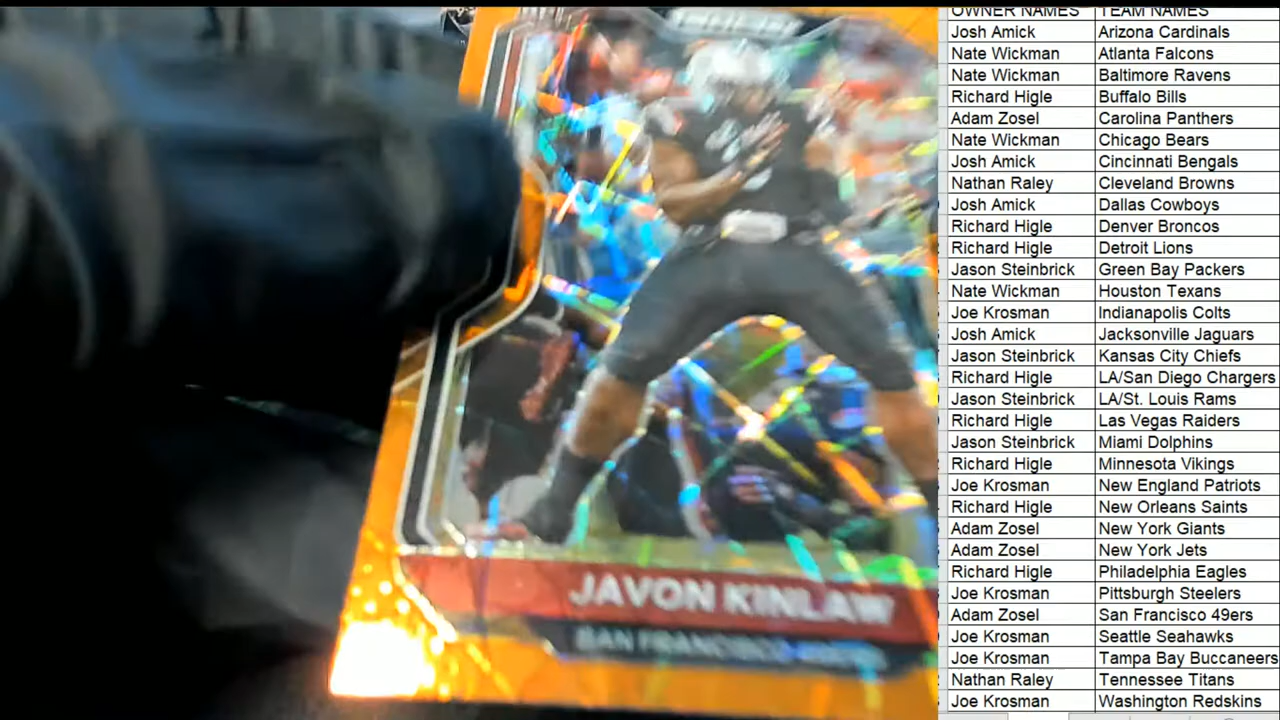 OWNER NAMES TEAM NAMES
Josh Amick Arizona Cardinals
Nate Wickman Atlanta Falcons
Nate Wickman Baltimore Ravens
Richard Higle Buffalo Bills
Adam Zosel Carolina Panthers
Nate Wickman Chicago Bears
Josh Amick Cincinnati Bengals
Nathan Raley Cleveland Browns
Josh Amick Dallas Cowboys
Richard Higle Denver Broncos
Richard Higle Detroit Lions
Jason Steinbrick Green Bay Packers
Nate Wickman Houston Texans
Joe Krosman Indianapolis Colts
Josh Amick Jacksonville Jaguars
Jason Steinbrick Kansas City Chiefs
Richard Higle LA/San Diego Chargers
Jason Steinbrick LA/St. Louis Rams
Richard Higle Las Vegas Raiders
Jason Steinbrick Miami Dolphins
Richard Higle Minnesota Vikings
Joe Krosman New England Patriots
Richard Higle New Orleans Saints
Adam Zosel New York Giants
Adam Zosel New York Jets
Richard Higle Philadelphia Eagles
Joe Krosman Pittsburgh Steelers
Adam Zosel San Francisco 49ers
Joe Krosman Seattle Seahawks
Joe Krosman Tampa Bay Buccaneers
Nathan Raley Tennessee Titans
Joe Krosman Washington Redskins
JAVON KINLAW
SAN FRANCISCO 49ERS